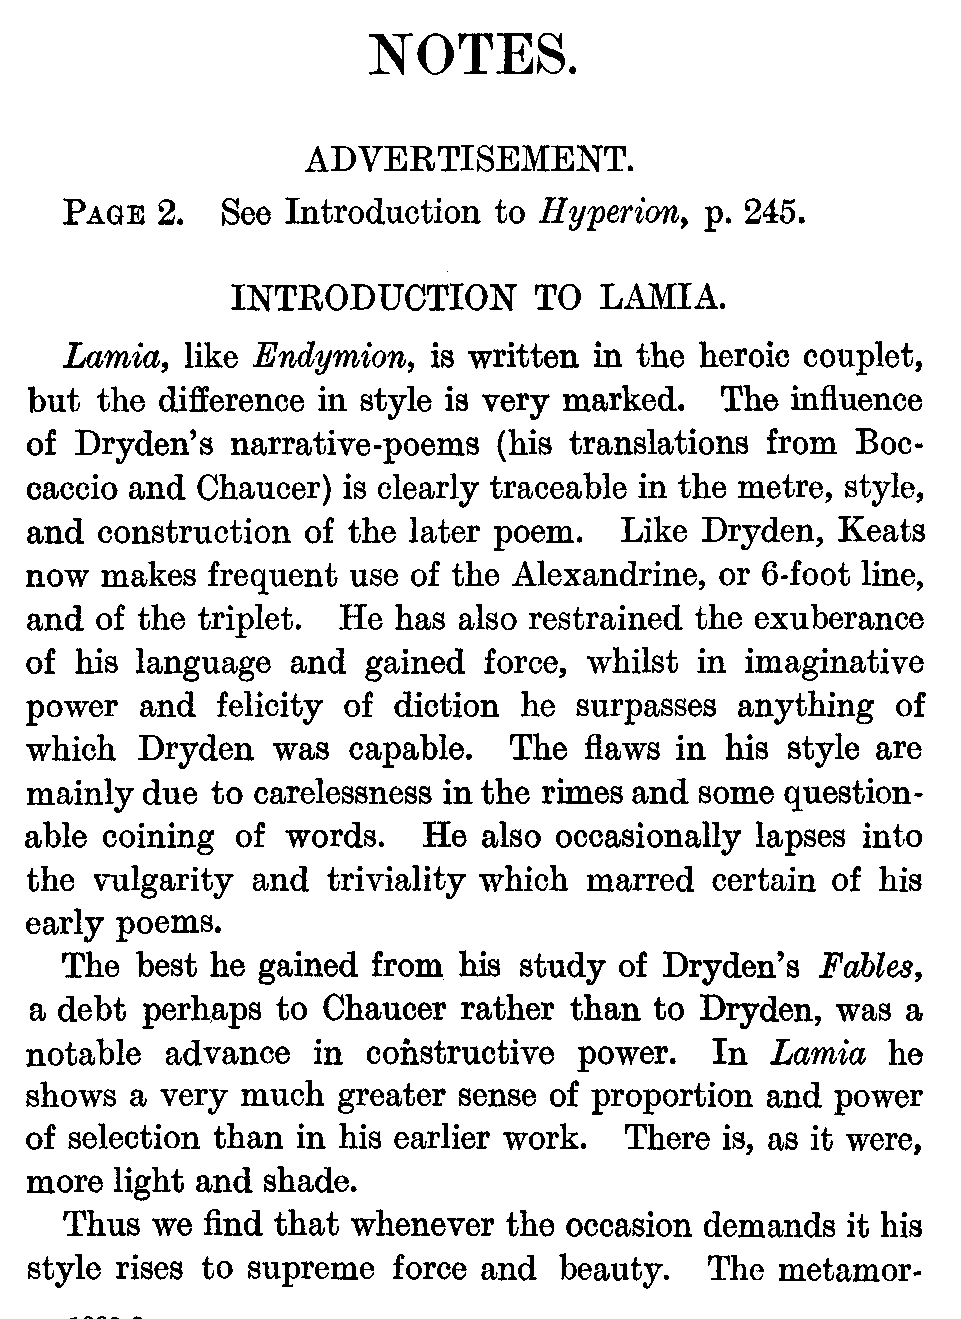 NOTES.
ADVERTISEMENT.
PAGE 2. See Introduction to Hyperion, p. 245.
INTRODUCTION TO LAMIA.
Lamia, like Endymion, is written in the heroic couplet,
but the difference in style is very marked. The influence
of Dryden's narrative-poems (his translations from Boc-
caccio and Chaucer) is clearly traceable in the metre, style,
and construction of the later poem. Like Dryden, Keats
now makes frequent use of the Alexandrine, or 6-foot line,
and of the triplet. He has also restrained the exuberance
of his language and gained force, whilst in imaginative
power and felicity of diction he surpasses anything of
which Dryden was capable. The flaws in his style are
mainly due to carelessness in the rimes and some question-
able coining of words. He also occasionally lapses into
the vulgarity and triviality which marred certain of his
early poems.
The best he gained from his study of Dryden's Fables,
a debt perhaps to Chaucer rather than to Dryden, was a
notable advance in constructive power. In Lamia he
shows a very much greater sense of proportion and power
of selection than in his earlier work. There is, as it were,
more light and shade.
Thus we find that whenever the occasion demands it his
style rises to supreme force and beauty. The metamor-